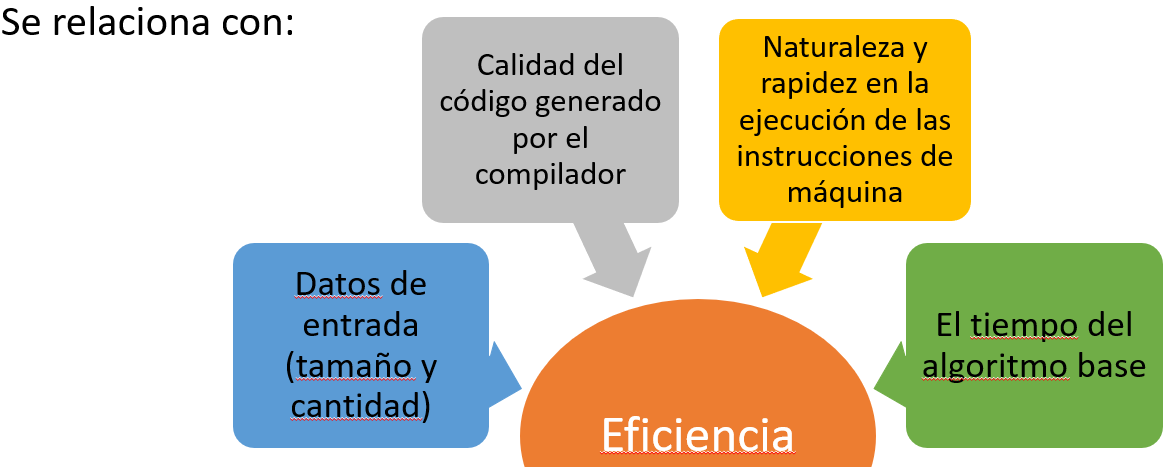 Se relaciona con:
Calidad del
código generado
por el
compilador
Naturaleza y
rapidez en la
ejecución de las
instrucciones de
máquina
Datos de
entrada
(tamaño y
cantidad)
El tiempo del
algoritmo base
Eficiencia